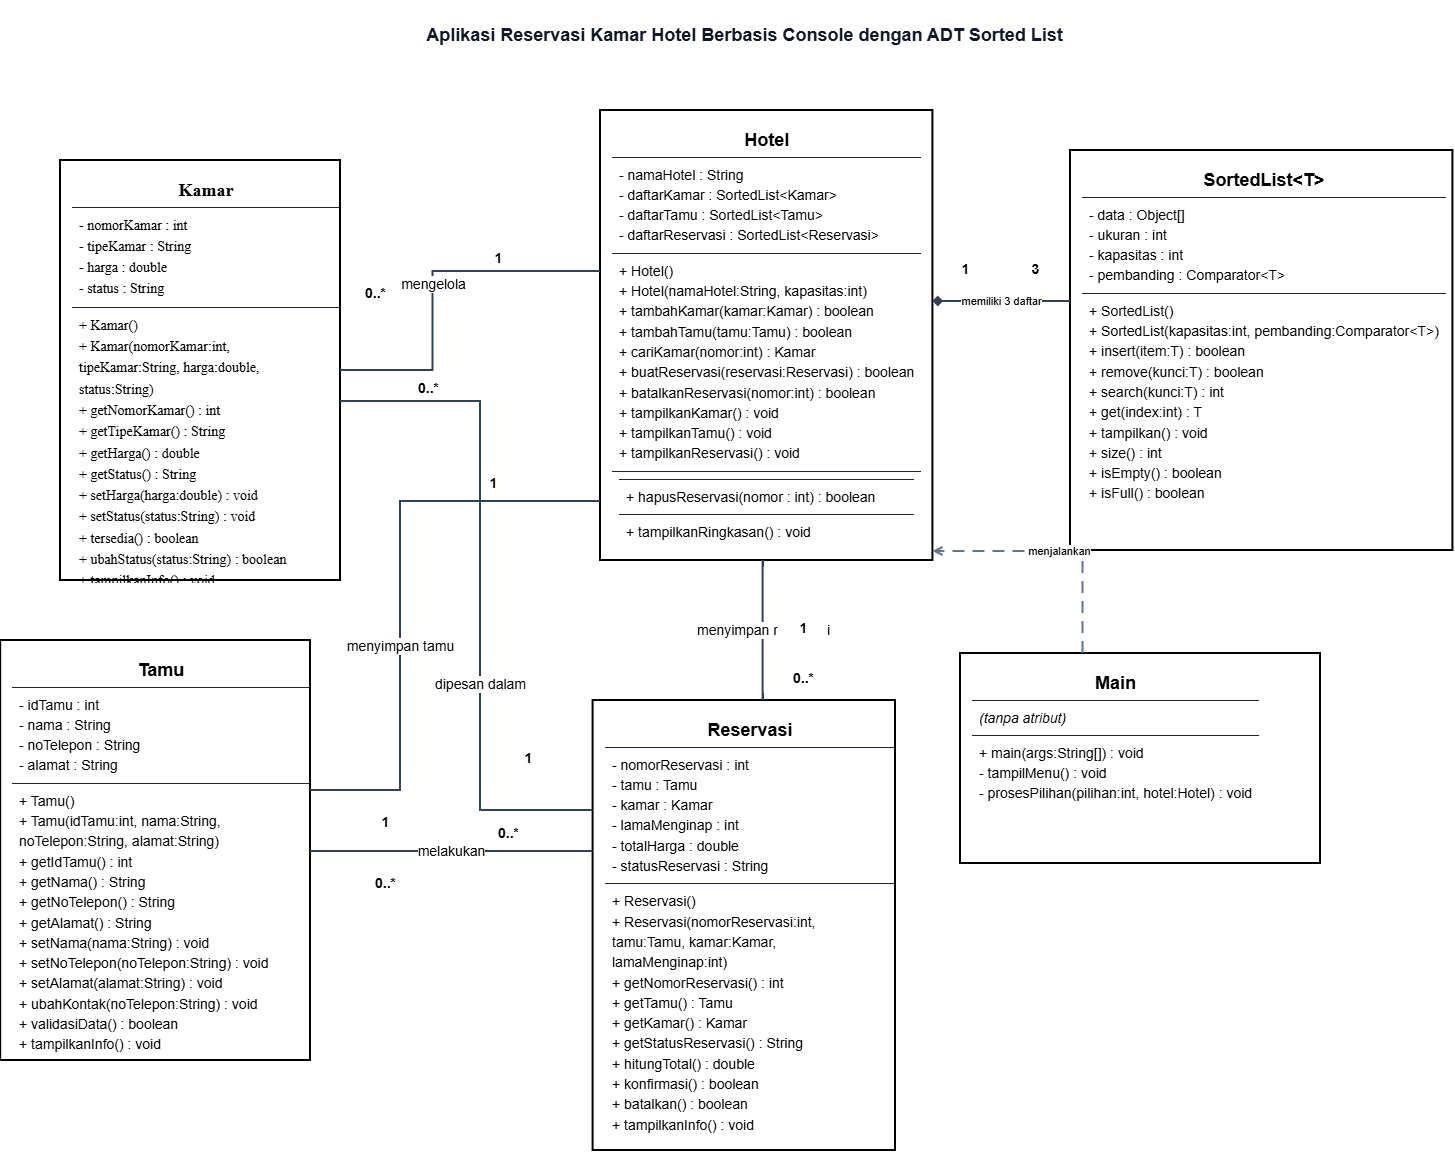 Aplikasi Reservasi Kamar Hotel Berbasis Console dengan ADT Sorted List
Kamar
- nomorKamar : int
- tipeKamar : String
- harga : double
- status : String
+ Kamar()
+ Kamar(nomorKamar:int,
tipeKamar:String, harga:double,
status:String)
+ getNomorKamar() : int
+ getTipeKamar() : String
+ getHarga() : double
+ getStatus() : String
+ setHarga(harga:double) : void
+ setStatus(status:String) : void
+ tersedia() : boolean
+ ubahStatus(status:String) : boolean
+ tampilkanInfo() : void
1
mengelola
0..*
0..*
Hotel
- namaHotel : String
- daftarKamar : SortedList<Kamar>
- daftarTamu : SortedList<Tamu>
- daftarReservasi : SortedList<Reservasi>
+ Hotel()
+ Hotel(namaHotel:String, kapasitas:int)
+ tambahKamar(kamar:Kamar) : boolean
+ tambahTamu(tamu:Tamu) : boolean
+ cariKamar(nomor:int) : Kamar
+ buatReservasi(reservasi:Reservasi) : boolean
+ batalkanReservasi(nomor:int) : boolean
+ tampilkanKamar() : void
+ tampilkanTamu() : void
+ tampilkanReservasi() : void
+ hapusReservasi(nomor : int) : boolean
+ tampilkanRingkasan() : void
1 3
memiliki 3 daftar
SortedList<T>
- data : Object[]
- ukuran : int
- kapasitas : int
- pembanding : Comparator<T>
+ SortedList()
+ SortedList(kapasitas:int, pembanding:Comparator<T>)
+ insert(item:T) : boolean
+ remove(kunci:T) : boolean
+ search(kunci:T) : int
+ get(index:int) : T
+ tampilkan() : void
+ size() : int
+ isEmpty() : boolean
+ isFull() : boolean
menjalankan
1
menyimpan tamu
dipesan dalam
1
menyimpan r 1 i
0..*
Tamu
- idTamu : int
- nama : String
- noTelepon : String
- alamat : String
+ Tamu()
+ Tamu(idTamu:int, nama:String,
noTelepon:String, alamat:String)
+ getIdTamu() : int
+ getNama() : String
+ getNoTelepon() : String
+ getAlamat() : String
+ setNama(nama:String) : void
+ setNoTelepon(noTelepon:String) : void
+ setAlamat(alamat:String) : void
+ ubahKontak(noTelepon:String) : void
+ validasiData() : boolean
+ tampilkanInfo() : void
1
0..*
melakukan
0..*
Reservasi
- nomorReservasi : int
- tamu : Tamu
- kamar : Kamar
- lamaMenginap : int
- totalHarga : double
- statusReservasi : String
+ Reservasi()
+ Reservasi(nomorReservasi:int,
tamu:Tamu, kamar:Kamar,
lamaMenginap:int)
+ getNomorReservasi() : int
+ getTamu() : Tamu
+ getKamar() : Kamar
+ getStatusReservasi() : String
+ hitungTotal() : double
+ konfirmasi() : boolean
+ batalkan() : boolean
+ tampilkanInfo() : void
Main
(tanpa atribut)
+ main(args:String[]) : void
- tampilMenu() : void
- prosesPilihan(pilihan:int, hotel:Hotel) : void